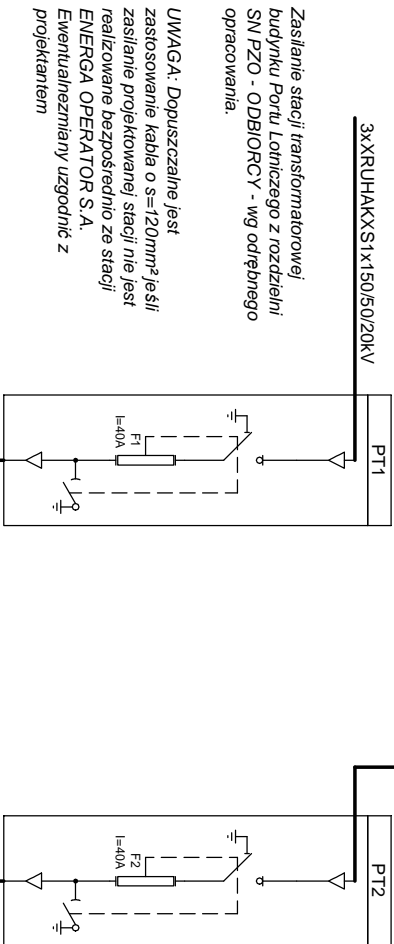 3xXRUHAKXS1x150/50/20kV
Zasilanie stacji transformatorowej
budynku Portu Lotniczego z rozdzielni
SN PZO - ODBIORCY - wg odrębnego
opracowania.
UWAGA: Dopuszczalne jest
zastosowanie kabla o s=120mm² jeśli
zasilanie projektowanej stacji nie jest
realizowane bezpośrednio ze stacji
ENERGA OPERATOR S.A.
Ewentualnezmiany uzgodnić z
projektantem
PT1
F1
I=40A
PT2
F2
I=40A